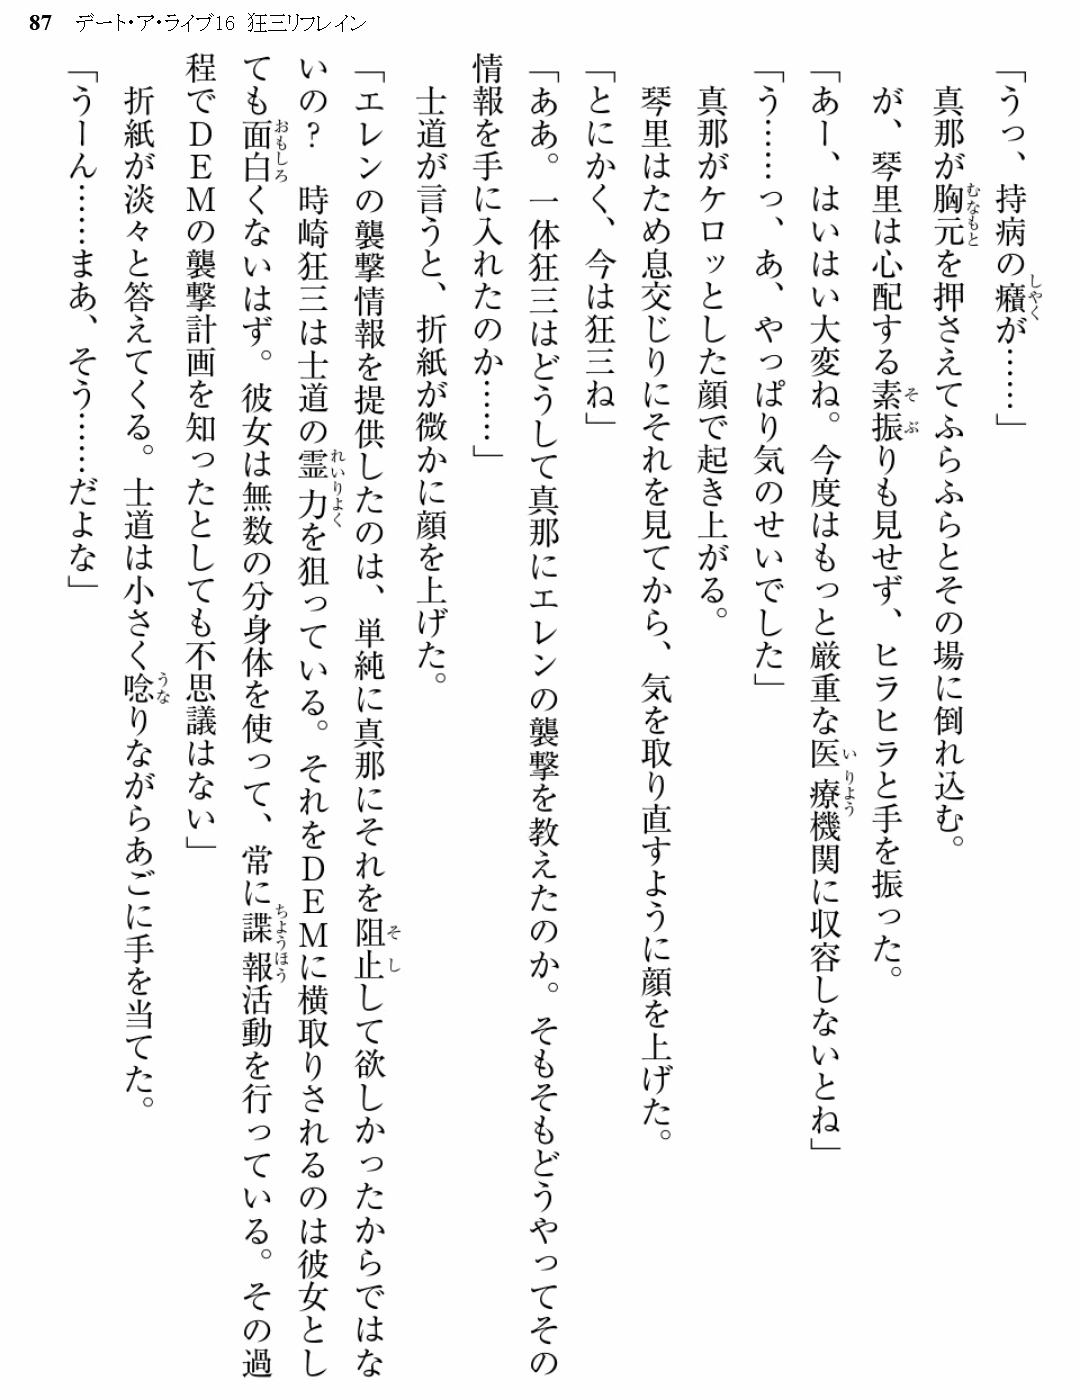 87 デート・ア・ライブ16 狂三リフレイン
「うっ、持病の癪が……」
真那が胸元を押さえてふらふらとその場に倒れ込む。
が、琴里は心配する素振りも見せず、ヒラヒラと手を振った。
「あー、はいはい大変ね。今度はもっと厳重な医療機関に収容しないとね」
「う……っ、あ、やっぱり気のせいでした」
真那がケロッとした顔で起き上がる。
琴里はため息交じりにそれを見てから、気を取り直すように顔を上げた。
「とにかく、今は狂三ね」
「ああ。一体狂三はどうして真那にエレンの襲撃を教えたのか。そもそもどうやってその
情報を手に入れたのか……」
士道が言うと、折紙が微かに顔を上げた。
「エレンの襲撃情報を提供したのは、単純に真那にそれを阻止して欲しかったからではな
いの？　時崎狂三は士道の霊力を狙っている。それをＤＥＭに横取りされるのは彼女とし
ても面白くないはず。彼女は無数の分身体を使って、常に諜報活動を行っている。その過
程でＤＥＭの襲撃計画を知ったとしても不思議はない」
折紙が淡々と答えてくる。士道は小さく唸りながらあごに手を当てた。
「うーん……まあ、そう……だよな」